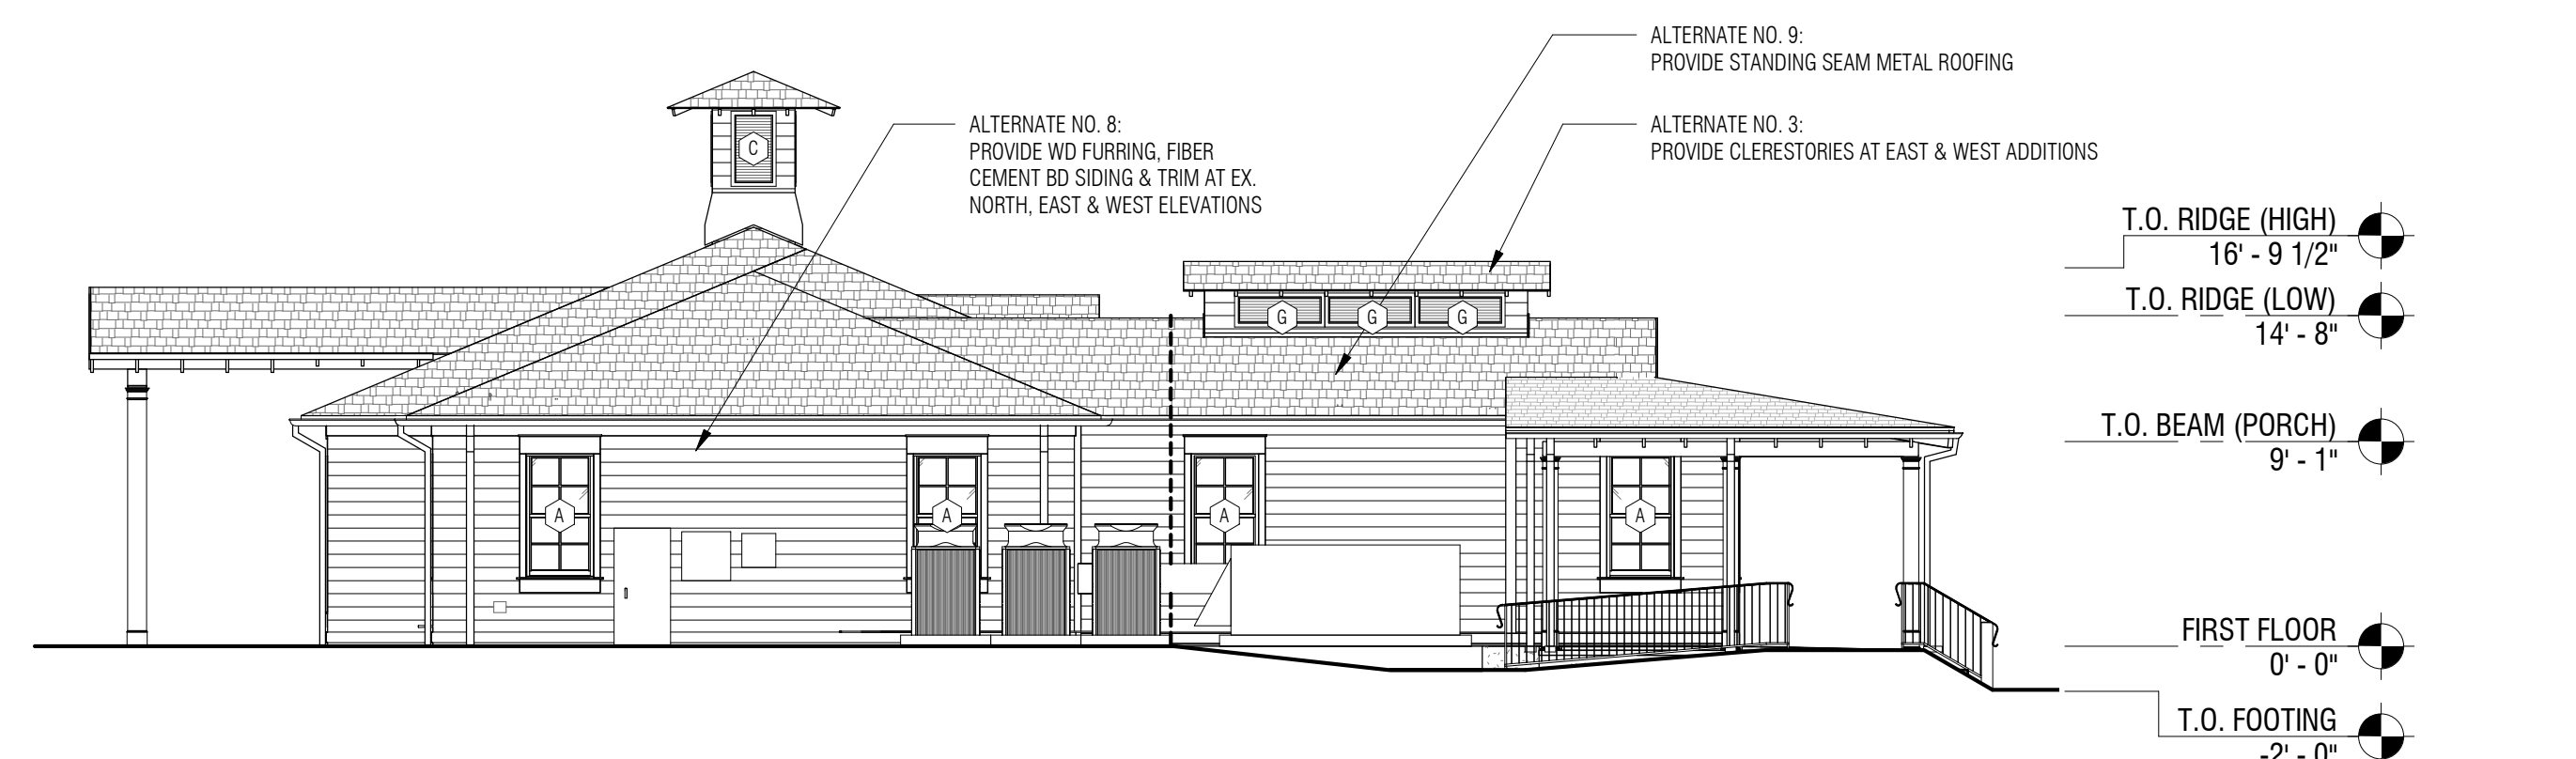 ALTERNATE NO. 9:
PROVIDE STANDING SEAM METAL ROOFING
ALTERNATE NO. 8:
PROVIDE WD FURRING, FIBER
CEMENT BD SIDING & TRIM AT EX.
NORTH, EAST & WEST ELEVATIONS
ALTERNATE NO. 3:
PROVIDE CLERESTORIES AT EAST & WEST ADDITIONS
C
T.O. RIDGE (HIGH)
16' - 9 1/2"
T.O. RIDGE (LOW)
14' - 8"
G G G
T.O. BEAM (PORCH)
9' - 1"
A A A A
FIRST FLOOR
0' - 0"
T.O. FOOTING
-2' - 0"